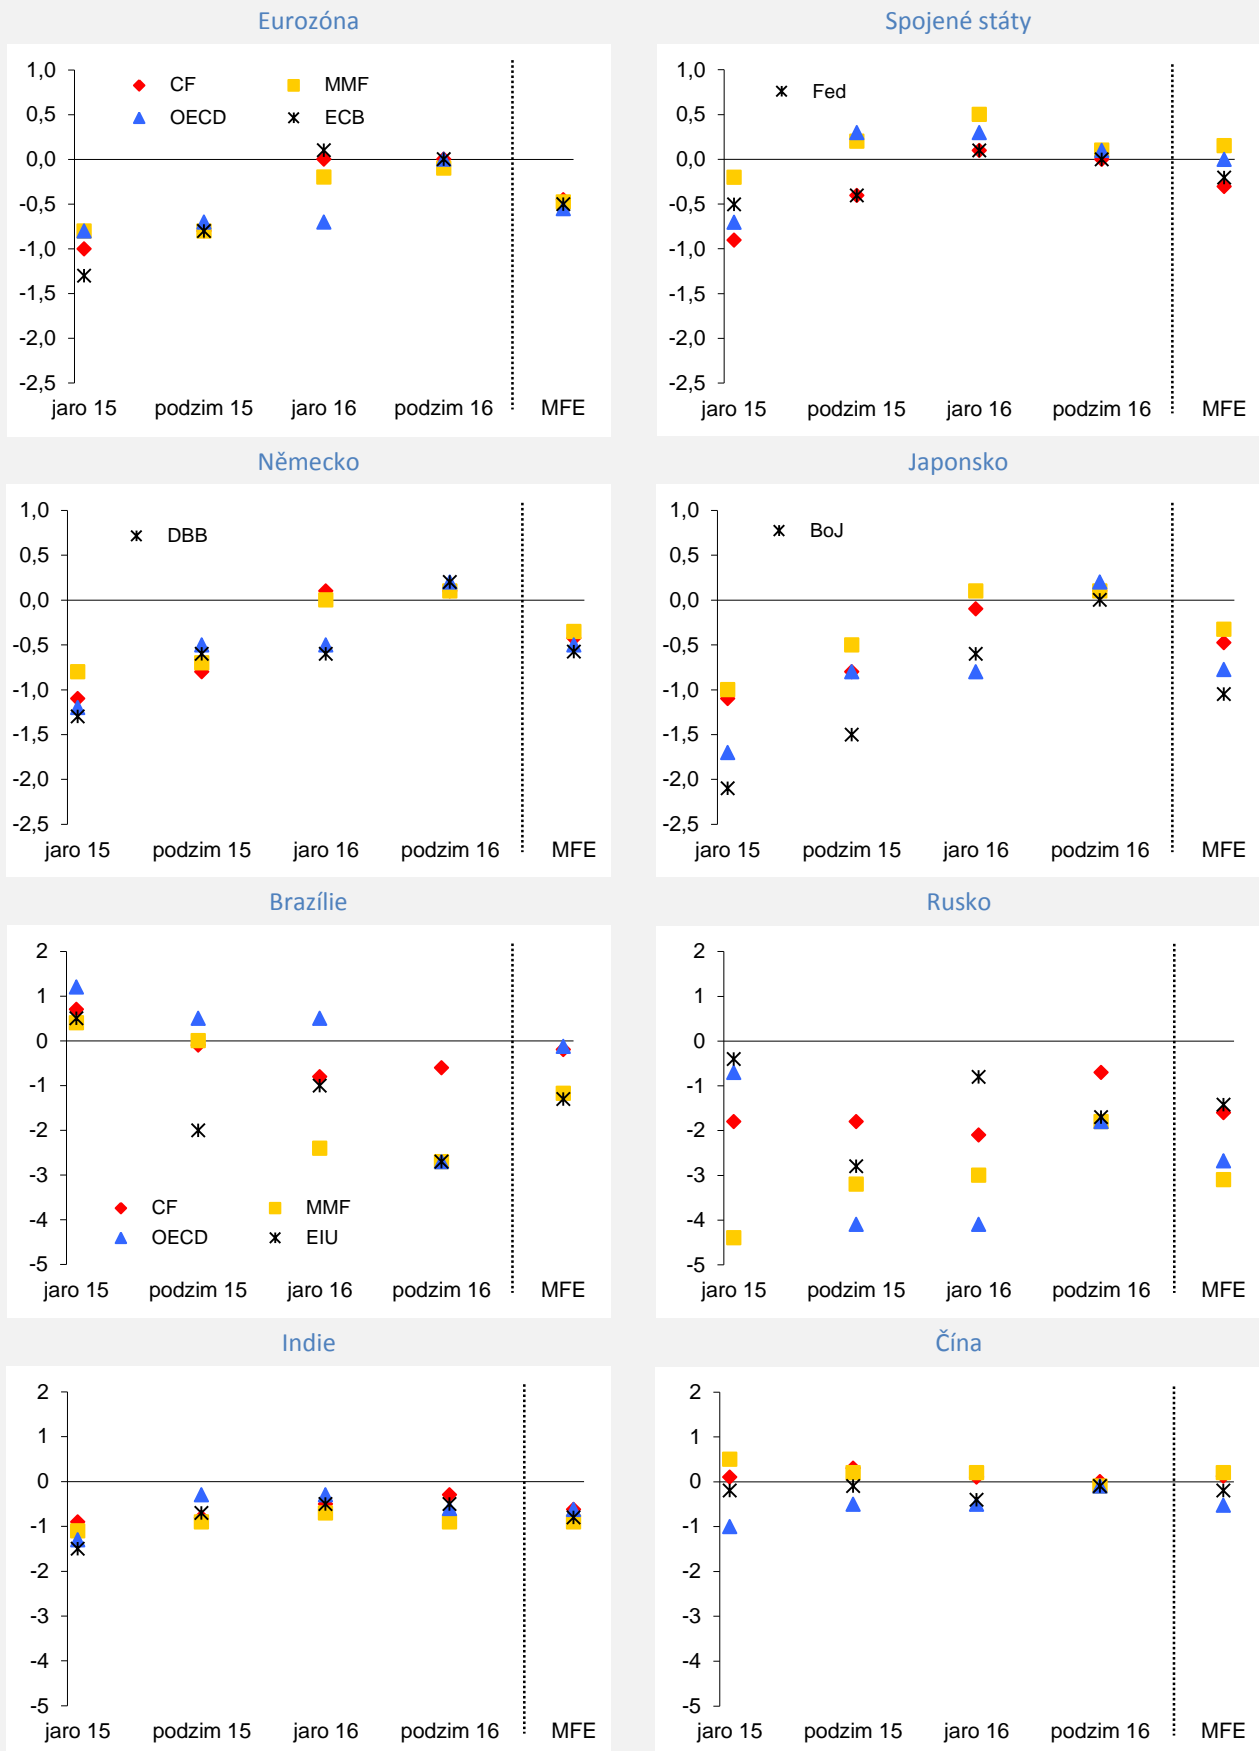 Eurozóna
1,0
0,5
0,0
-0,5
-1,0
-1,5
-2,0
-2,5
CF
MMF
OECD
ECB
jaro 15
podzim 15
jaro 16
podzim 16
MFE
Spojené státy
1,0
0,5
0,0
-0,5
-1,0
-1,5
-2,0
-2,5
Fed
jaro 15
podzim 15
jaro 16
podzim 16
MFE
Německo
1,0
0,5
0,0
-0,5
-1,0
-1,5
-2,0
-2,5
DBB
jaro 15
podzim 15
jaro 16
podzim 16
MFE
Japonsko
1,0
0,5
0,0
-0,5
-1,0
-1,5
-2,0
-2,5
BoJ
jaro 15
podzim 15
jaro 16
podzim 16
MFE
Brazílie
2
1
0
-1
-2
-3
-4
-5
CF
MMF
OECD
EIU
jaro 15
podzim 15
jaro 16
podzim 16
MFE
Rusko
2
1
0
-1
-2
-3
-4
-5
jaro 15
podzim 15
jaro 16
podzim 16
MFE
Indie
2
1
0
-1
-2
-3
-4
-5
jaro 15
podzim 15
jaro 16
podzim 16
MFE
Čína
2
1
0
-1
-2
-3
-4
-5
jaro 15
podzim 15
jaro 16
podzim 16
MFE